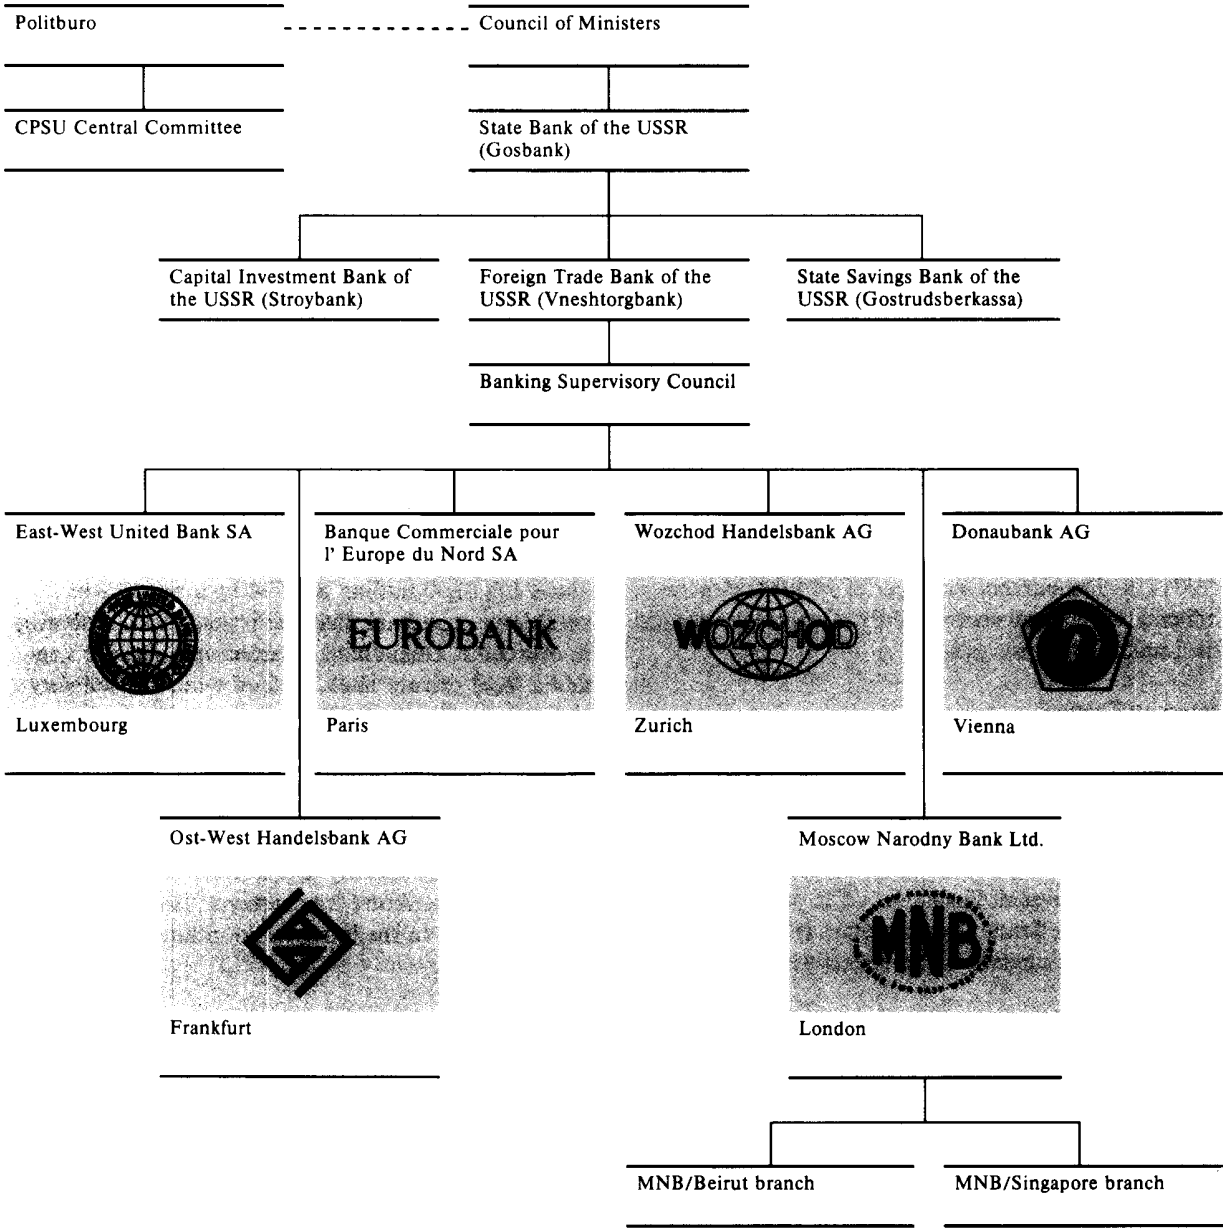 Politburo
Council of Ministers
CPSU Central Committee
State Bank of the USSR
(Gosbank)
Capital Investment Bank of
the USSR (Stroybank)
Foreign Trade Bank of the
USSR (Vneshtorgbank)
State Savings Bank of the
USSR (Gostrudsberkassa)
Banking Supervisory Council
East-West United Bank SA
Banque Commerciale pour
l' Europe du Nord SA
Wozchod Handelsbank AG
Donaubank AG
EUROBANK
WOZCHOD
Luxembourg
Paris
Zurich
Vienna
Ost-West Handelsbank AG
Moscow Narodny Bank Ltd.
MNB
Frankfurt
London
MNB/Beirut branch
MNB/Singapore branch